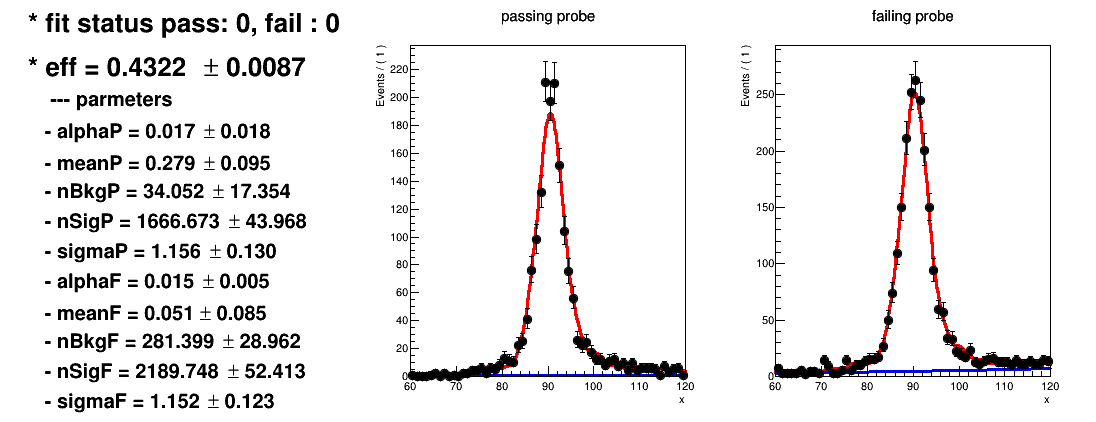 * fit status pass: 0, fail : 0
* eff = 0.4322 ± 0.0087
--- parmeters
- alphaP = 0.017 ± 0.018
- meanP = 0.279 ± 0.095
- nBkgP = 34.052 ± 17.354
- nSigP = 1666.673 ± 43.968
- sigmaP = 1.156 ± 0.130
- alphaF = 0.015 ± 0.005
- meanF = 0.051 ± 0.085
- nBkgF = 281.399 ± 28.962
- nSigF = 2189.748 ± 52.413
- sigmaF = 1.152 ± 0.123
passing probe
Events / ( 1 )
220
200
180
160
140
120
100
80
60
40
20
0
60 70 80 90 100 110 120
x
failing probe
Events / ( 1 )
250
200
150
100
50
0
60 70 80 90 100 110 120
x